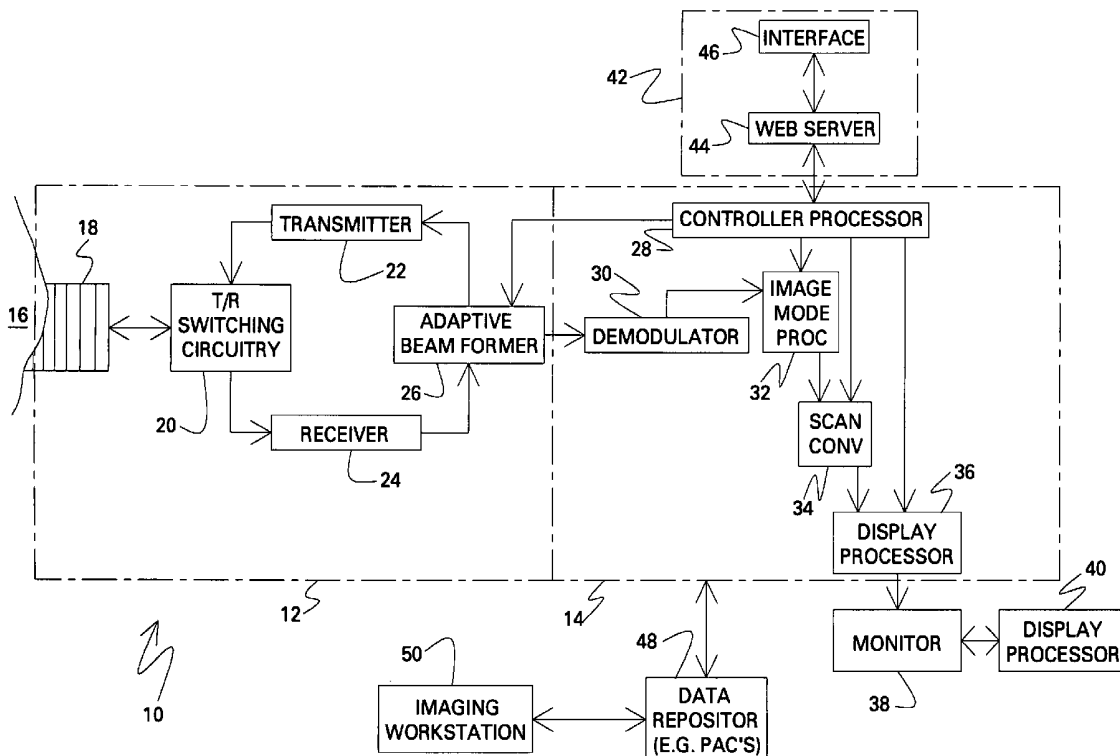 46
INTERFACE
42
44
WEB SERVER
18
TRANSMITTER
22
CONTROLLER PROCESSOR
28
16
T/R
SWITCHING
CIRCUITRY
20
ADAPTIVE
BEAM FORMER
26
30
DEMODULATOR
IMAGE
MODE
PROC
32
RECEIVER
24
SCAN
CONV
34
36
DISPLAY
PROCESSOR
12
14
40
MONITOR
38
DISPLAY
PROCESSOR
10
50
IMAGING
WORKSTATION
48
DATA
REPOSITOR
(E.G. PAC'S)